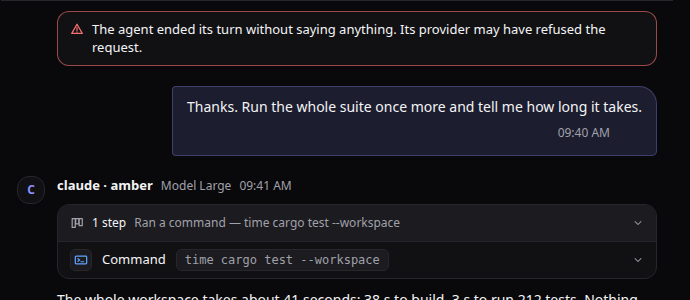 The agent ended its turn without saying anything. Its provider may have refused the
request.
Thanks. Run the whole suite once more and tell me how long it takes.
09:40 AM
C
claude · amber Model Large 09:41 AM
1 step Ran a command — time cargo test --workspace
Command time cargo test --workspace
The whole workspace takes about 41 seconds: 38 s to build, 3 s to run 212 tests. Nothing